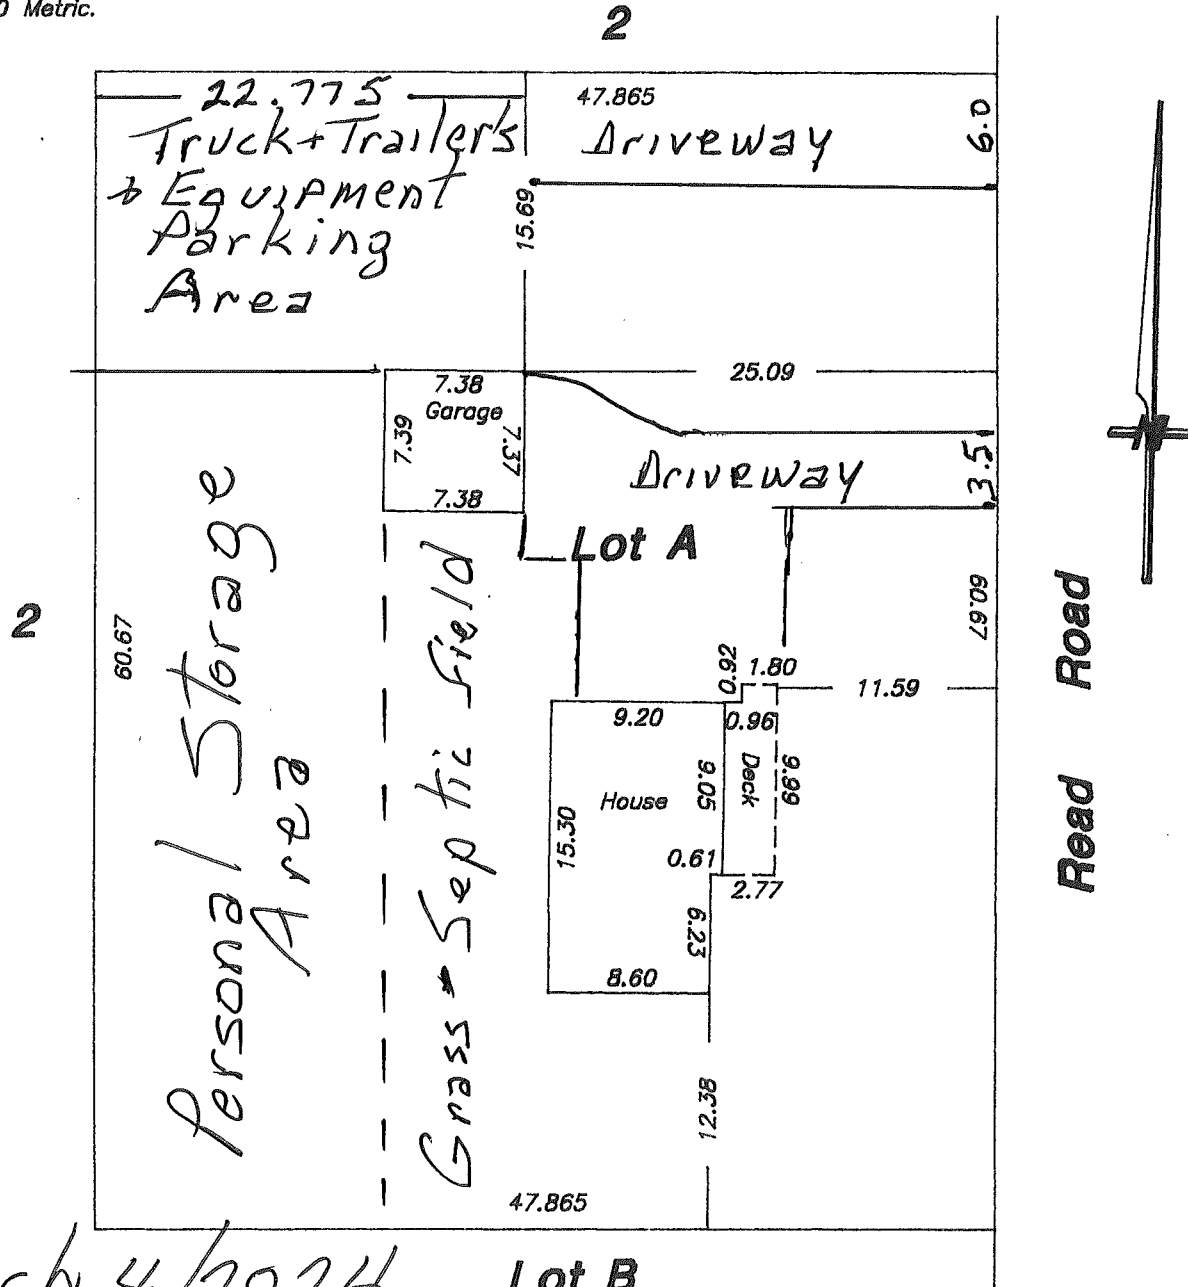 0 Metric.
2
22.775
47.865
Truck + Trailers
+ Equipment
Parking
Area
Driveway
6.0
15.69
25.09
7.38
Garage
7.39
7.37
7.38
Driveway
3.5
Lot A
2
60.67
60.67
Read Road
Personal Storage
Area
Grass + Septic Field
0.92
1.80
11.59
9.20
0.96
9.05
Deck
9.99
House
15.30
0.61
2.77
6.23
8.60
12.38
47.865
4/2024
Lot B
N